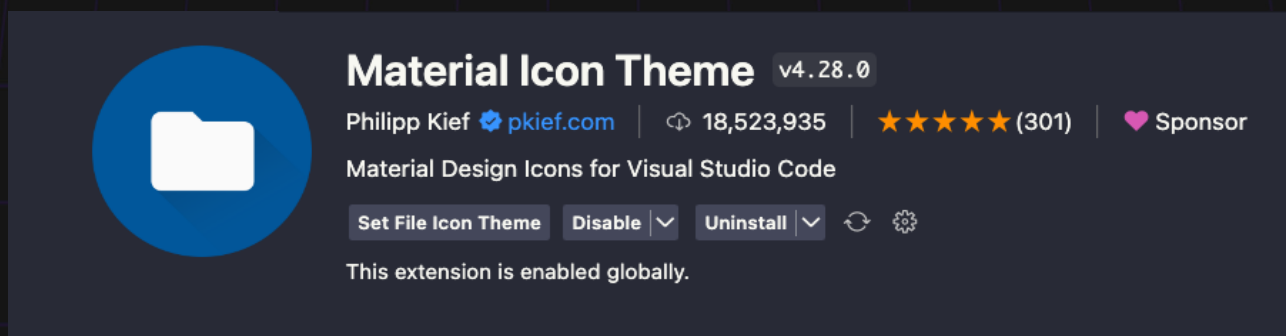 Material Icon Theme v4.28.0
Philipp Kief pkief.com 18,523,935 (301) Sponsor
Material Design Icons for Visual Studio Code
Set File Icon Theme Disable Uninstall
This extension is enabled globally.